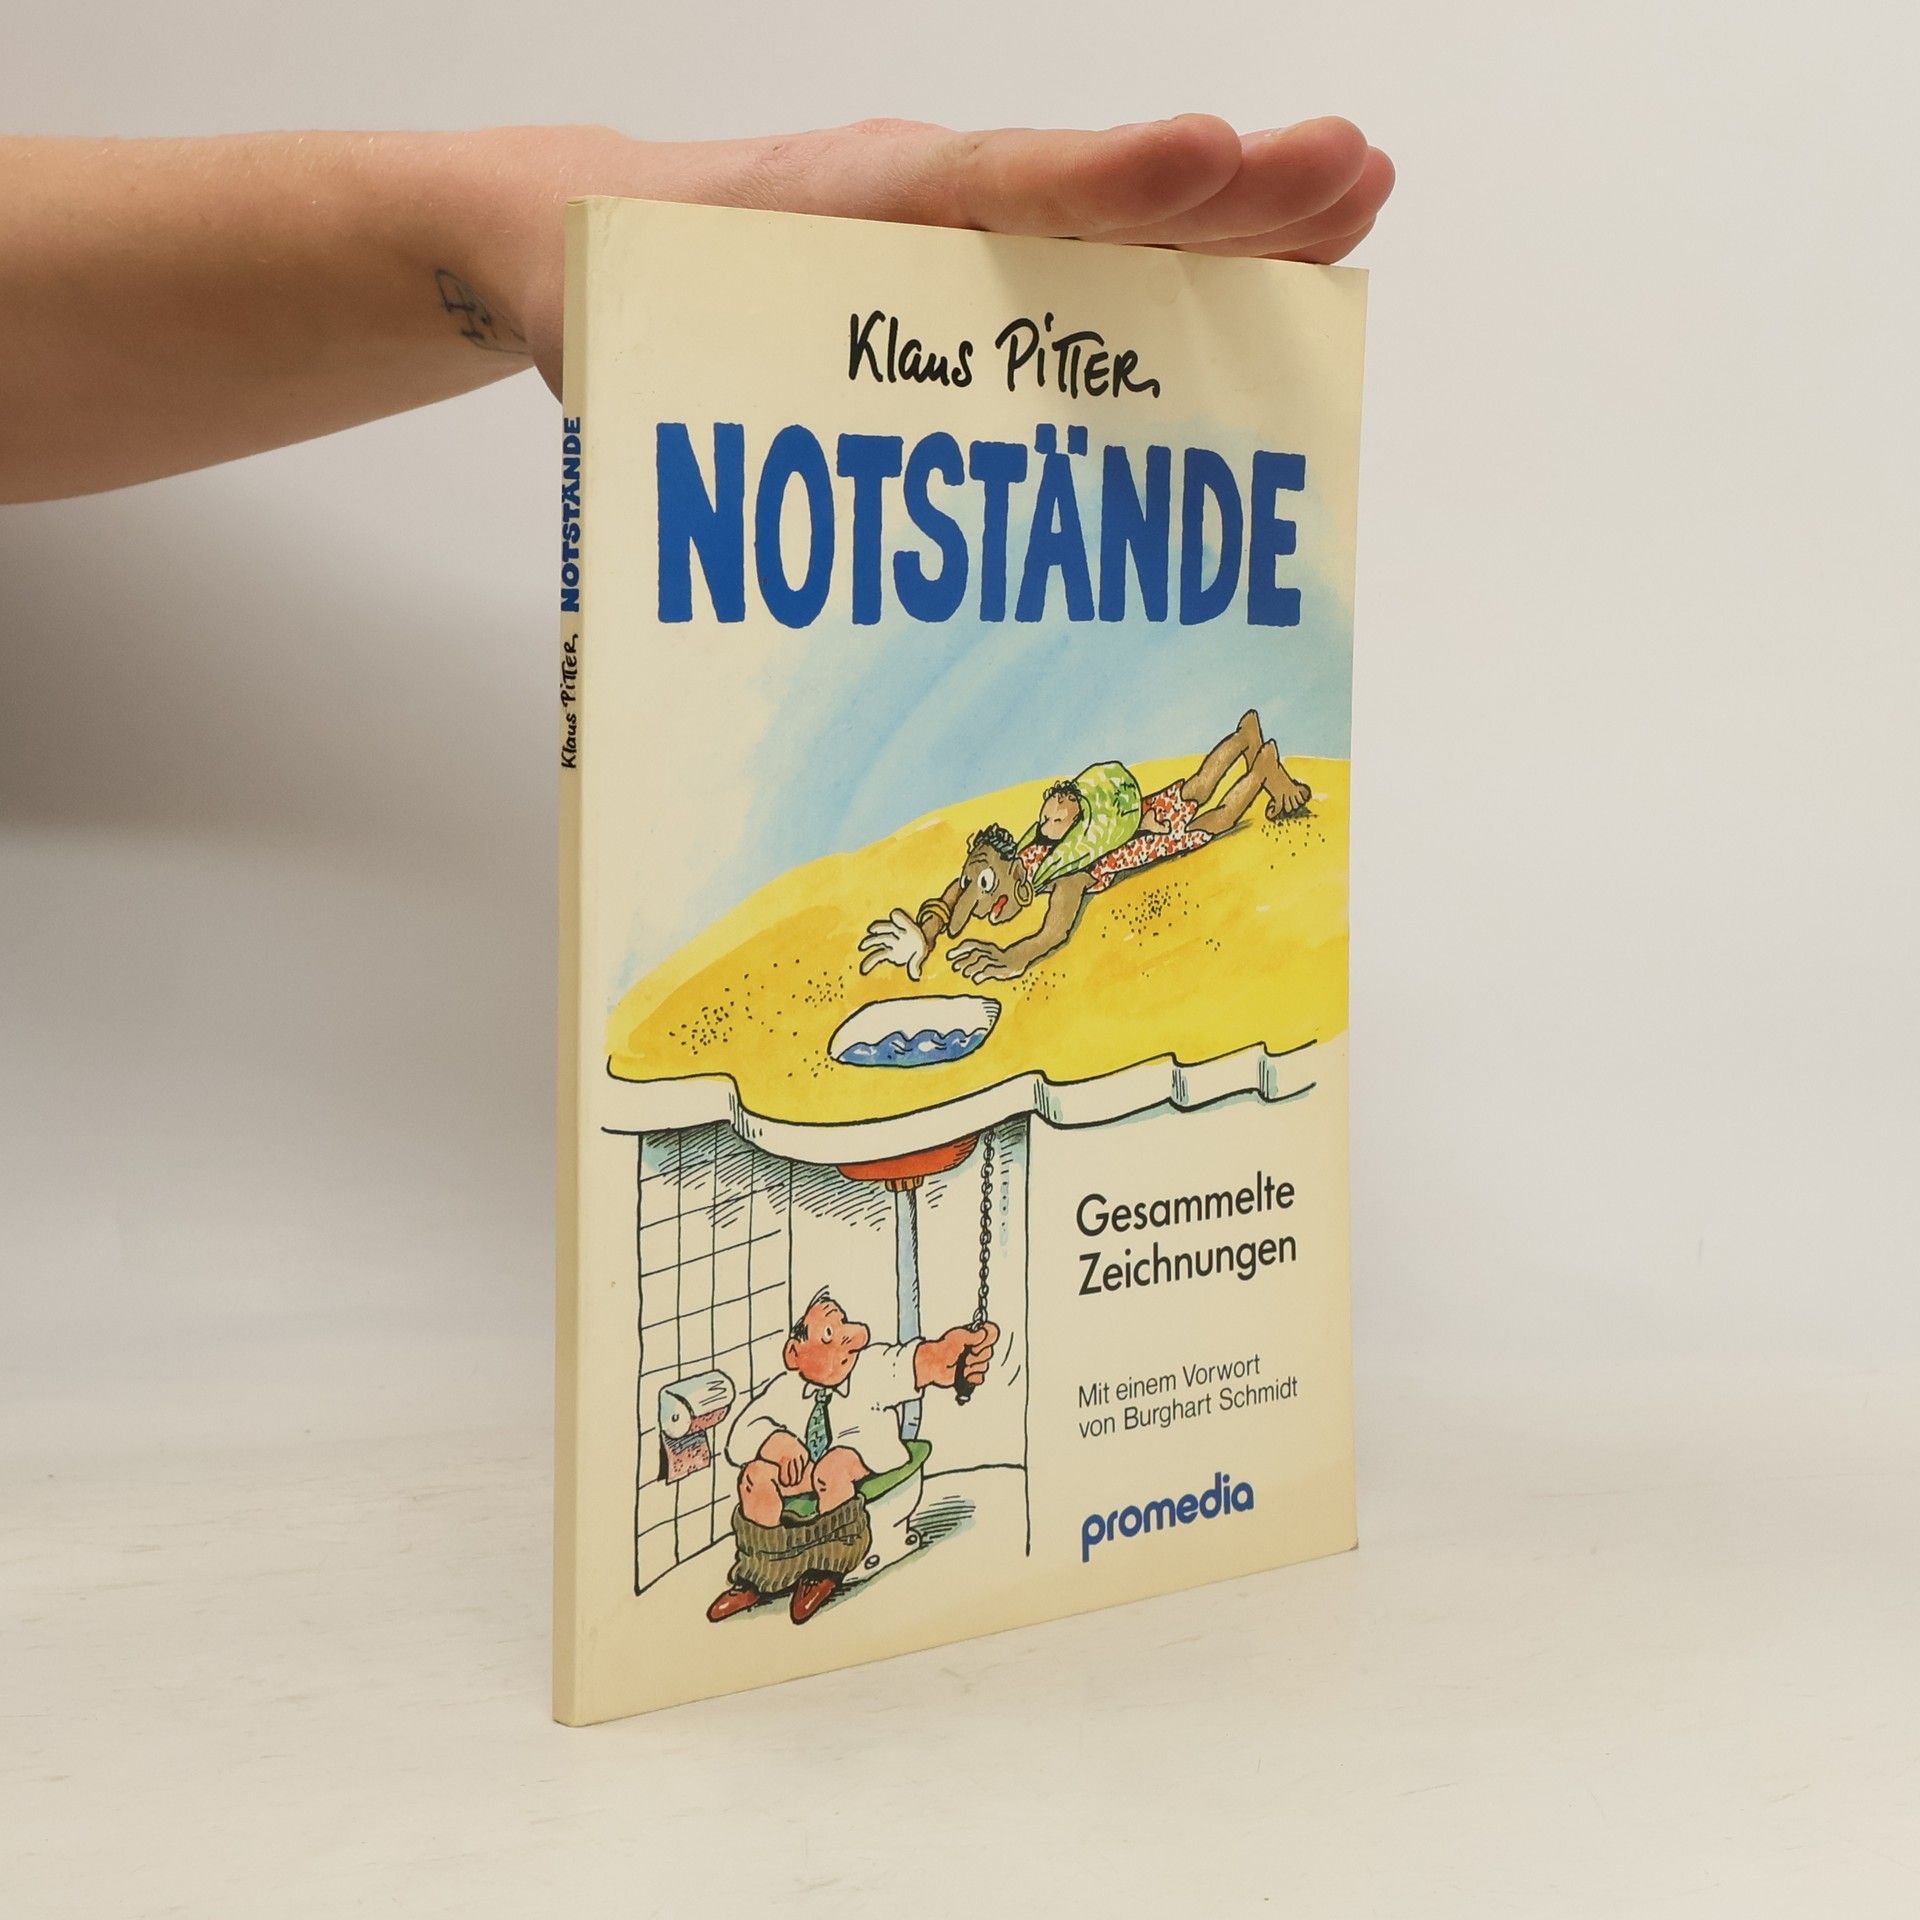 Klaus PITTER
NOTSTÄNDE
Gesammelte
Zeichnungen
Mit einem Vorwort
von Burghart Schmidt
promedia
Klaus PITTER NOTSTÄNDE